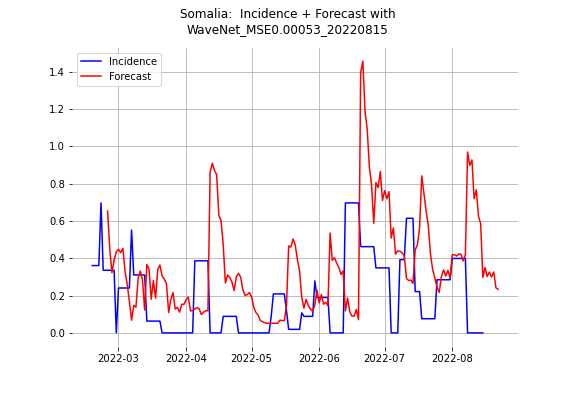 Somalia:  Incidence + Forecast with
WaveNet_MSE0.00053_20220815
Incidence
Forecast
1.4
1.2
1.0
0.8
0.6
0.4
0.2
0.0
2022-03 2022-04 2022-05 2022-06 2022-07 2022-08